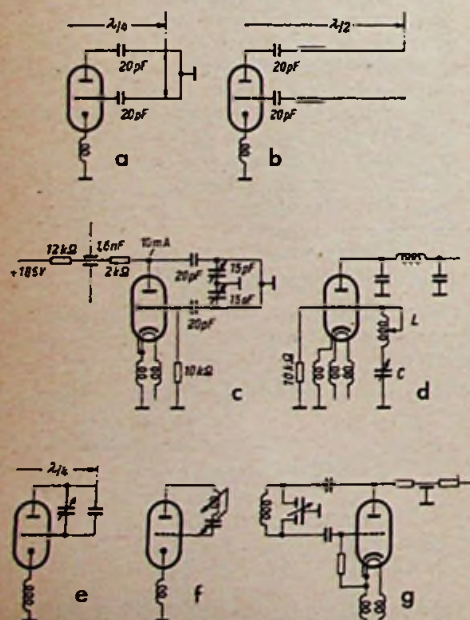 λ/4
λ/2
20pF
20pF
20pF
20pF
a
b
12kΩ
1,6nF
2kΩ
10mA
+185V
20pF
15pF
15pF
20pF
10kΩ
c
10kΩ
L
C
d
λ/4
e
f
g